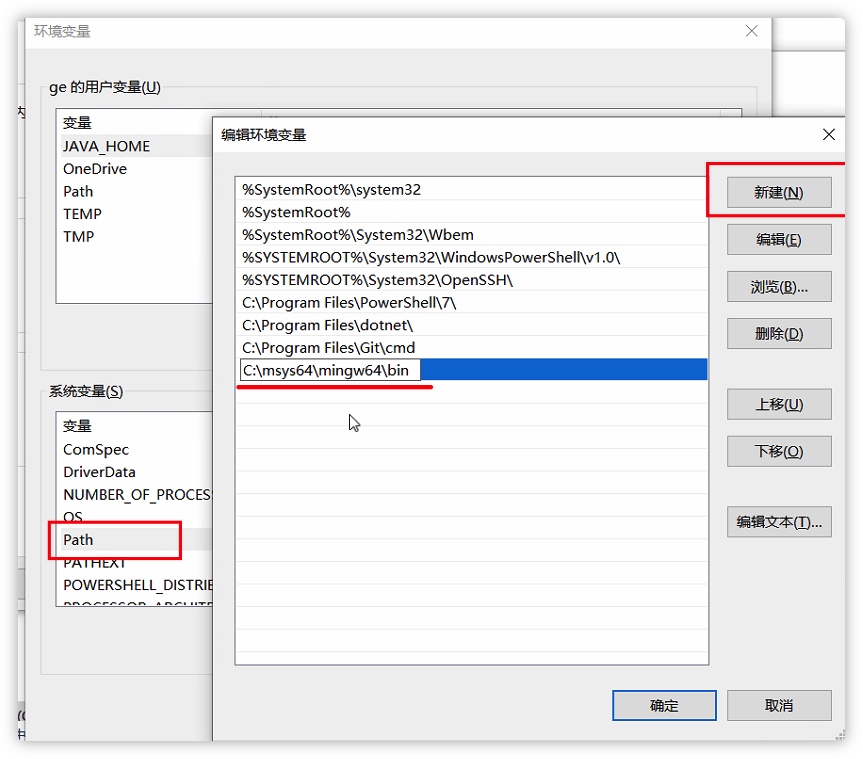 环境变量
ge 的用户变量(U)
变量
JAVA_HOME
OneDrive
Path
TEMP
TMP
编辑环境变量
%SystemRoot%\system32
%SystemRoot%
%SystemRoot%\System32\Wbem
%SYSTEMROOT%\System32\WindowsPowerShell\v1.0\
%SYSTEMROOT%\System32\OpenSSH\
C:\Program Files\PowerShell\7\
C:\Program Files\dotnet\
C:\Program Files\Git\cmd
C:\msys64\mingw64\bin
新建(N)
编辑(E)
浏览(B)...
删除(D)
上移(U)
下移(O)
编辑文本(T)...
系统变量(S)
变量
ComSpec
DriverData
NUMBER_OF_PROCESS
OS
Path
PATHEXT
POWERSHELL_DISTRIE
PROCESSOR_ARCHITE
确定
取消